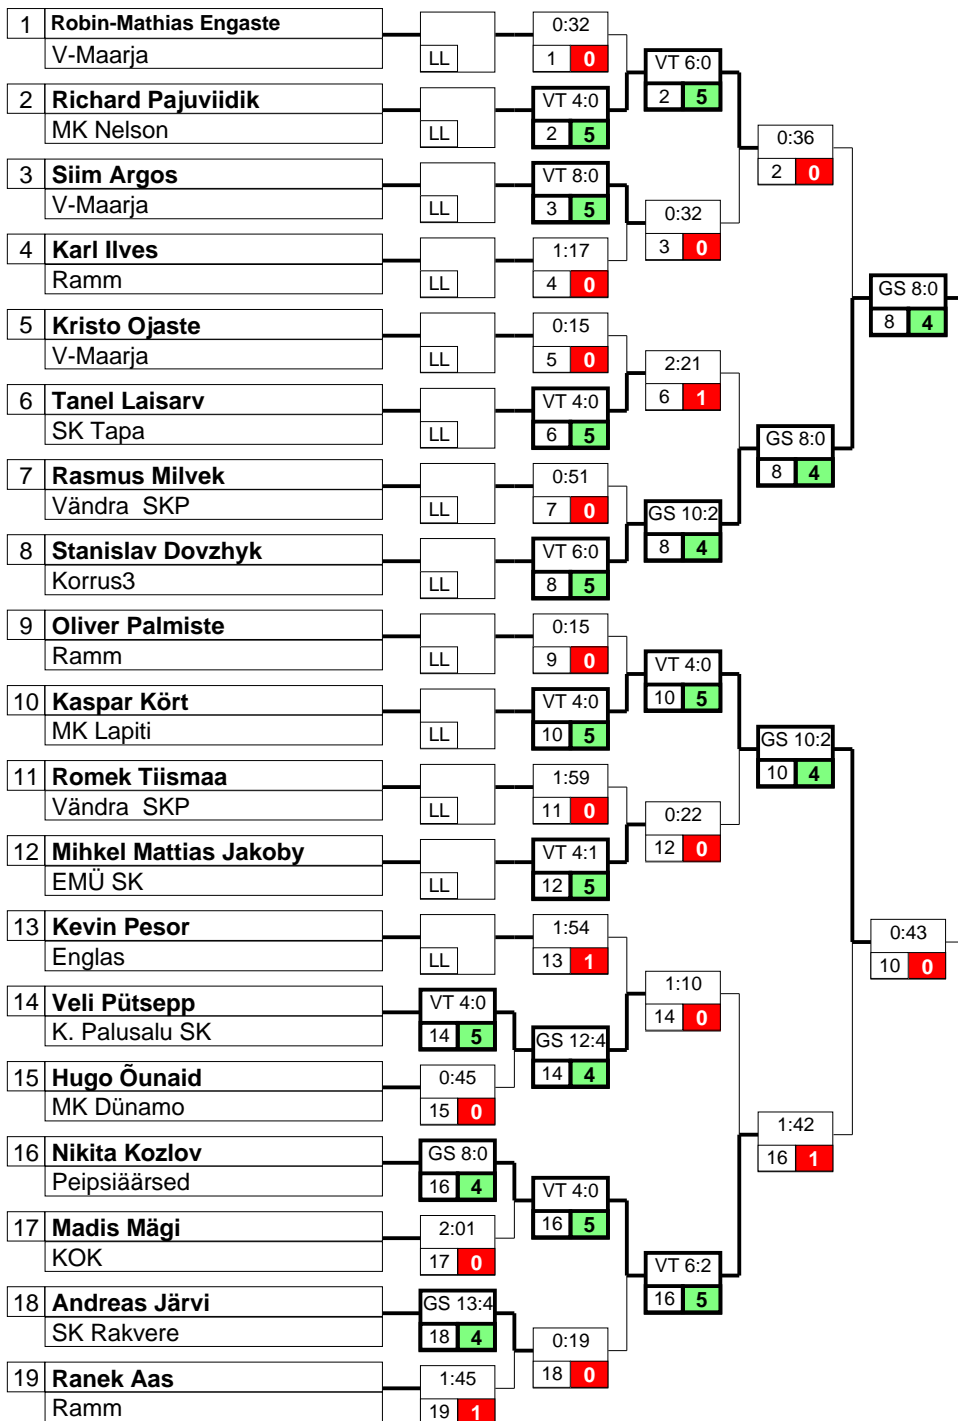 1 Robin-Mathias Engaste 0:32
V-Maarja LL 1 0 VT 6:0
2 Richard Pajuviidik VT 4:0 2 5
MK Nelson LL 2 5 0:36
3 Siim Argos VT 8:0 2 0
V-Maarja LL 3 5 0:32
4 Karl Ilves 1:17 3 0
Ramm LL 4 0 GS 8:0
5 Kristo Ojaste 0:15 8 4
V-Maarja LL 5 0 2:21
6 Tanel Laisarv VT 4:0 6 1
SK Tapa LL 6 5 GS 8:0
7 Rasmus Milvek 0:51 8 4
Vändra SKP LL 7 0 GS 10:2
8 Stanislav Dovzhyk VT 6:0 8 4
Korrus3 LL 8 5
9 Oliver Palmiste 0:15
Ramm LL 9 0 VT 4:0
10 Kaspar Kört VT 4:0 10 5
MK Lapiti LL 10 5 GS 10:2
11 Romek Tiismaa 1:59 10 4
Vändra SKP LL 11 0 0:22
12 Mihkel Mattias Jakoby VT 4:1 12 0
EMÜ SK LL 12 5
13 Kevin Pesor 1:54 0:43
Englas LL 13 1 10 0
14 Veli Pütsepp VT 4:0 1:10
K. Palusalu SK 14 5 GS 12:4 14 0
15 Hugo Õunaid 0:45 14 4
MK Dünamo 15 0 1:42
16 Nikita Kozlov GS 8:0 16 1
Peipsiäärsed 16 4 VT 4:0
17 Madis Mägi 2:01 16 5
KOK 17 0 VT 6:2
18 Andreas Järvi GS 13:4 16 5
SK Rakvere 18 4 0:19
19 Ranek Aas 1:45 18 0
Ramm 19 1